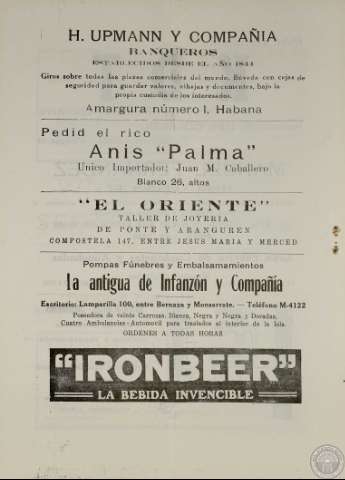 H. UPMANN Y COMPAÑIA
BANQUEROS
ESTABLECIDOS DESDE EL AÑO 1844
Giros sobre todas las plazas comerciales del mundo. Boveda con cajas de
seguridad para guardar valores, alhajas y documentos, bajo la
propia custodia de los interesados.
Amargura número 1, Habana
Pedid el rico
Anis "Palma"
Unico Importador: Juan M. Caballero
Blanco 26, altos
"EL ORIENTE"
TALLER DE JOYERIA
DE PONTE Y ARANGUREN
COMPOSTELA 147, ENTRE JESUS MARIA Y MERCED
Pompas Fúnebres y Embalsamamientos
la antigua de Infanzón y Compañia
Escritorio: Lamparilla 100, entre Bernaza y Monserrate. — Teléfono M-4122
Poseedora de veinte Carrozas, Blanca, Negra y Negra y Doradas.
Cuatro Ambulancias-Automovil para traslados al interior de la Isla
ORDENES A TODAS HORAS
"IRONBEER"
LA BEBIDA INVENCIBLE